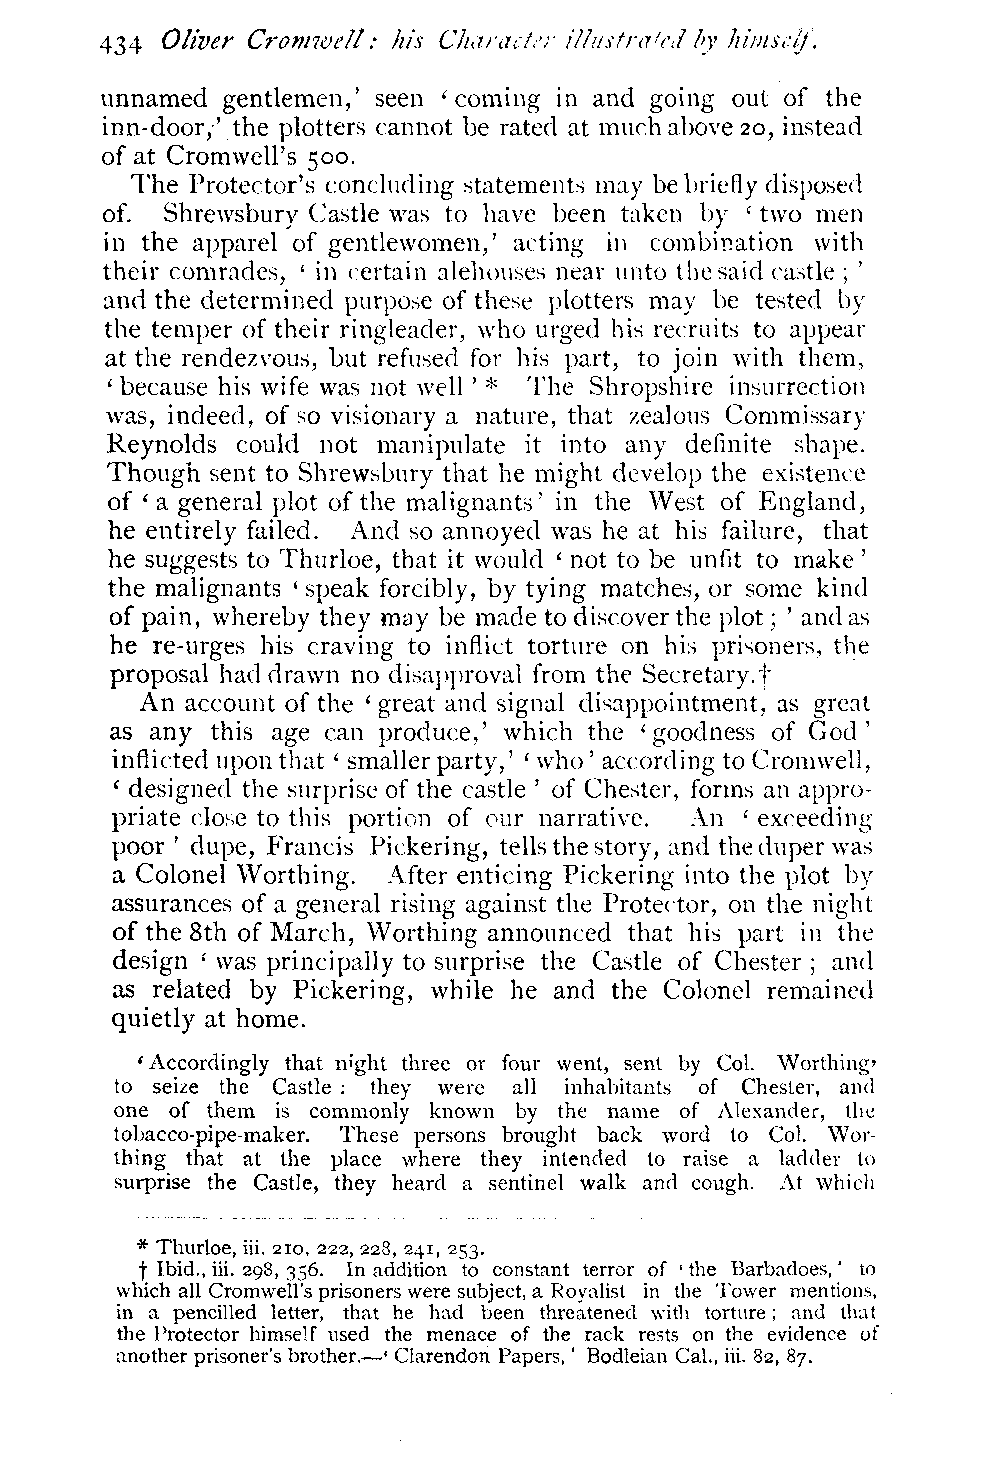 434 Oliver Cromwell: his Character illustrated by himself.
unnamed gentlemen,' seen 'coming in and going out of the
inn-door,' the plotters cannot be rated at much above 20, instead
of at Cromwell's 500.
The Protector's concluding statements may be briefly disposed
of. Shrewsbury Castle was to have been taken by 'two men
in the apparel of gentlewomen,' acting in combination with
their comrades, 'in certain alehouses near unto the said castle;'
and the determined purpose of these plotters may be tested by
the temper of their ringleader, who urged his recruits to appear
at the rendezvous, but refused for his part, to join with them,
'because his wife was not well' * The Shropshire insurrection
was, indeed, of so visionary a nature, that zealous Commissary
Reynolds could not manipulate it into any definite shape.
Though sent to Shrewsbury that he might develop the existence
of 'a general plot of the malignants' in the West of England,
he entirely failed. And so annoyed was he at his failure, that
he suggests to Thurloe, that it would 'not to be unfit to make'
the malignants 'speak forcibly, by tying matches, or some kind
of pain, whereby they may be made to discover the plot;' and as
he re-urges his craving to inflict torture on his prisoners, the
proposal had drawn no disapproval from the Secretary.†
An account of the 'great and signal disappointment, as great
as any this age can produce,' which the 'goodness of God'
inflicted upon that 'smaller party,' 'who' according to Cromwell,
'designed the surprise of the castle' of Chester, forms an appro-
priate close to this portion of our narrative. An 'exceeding
poor' dupe, Francis Pickering, tells the story, and the duper was
a Colonel Worthing. After enticing Pickering into the plot by
assurances of a general rising against the Protector, on the night
of the 8th of March, Worthing announced that his part in the
design 'was principally to surprise the Castle of Chester; and
as related by Pickering, while he and the Colonel remained
quietly at home.
'Accordingly that night three or four went, sent by Col. Worthing,
to seize the Castle: they were all inhabitants of Chester, and
one of them is commonly known by the name of Alexander, the
tobacco-pipe-maker. These persons brought back word to Col. Wor-
thing that at the place where they intended to raise a ladder to
surprise the Castle, they heard a sentinel walk and cough. At which
* Thurloe, iii. 210, 222, 228, 241, 253.
† Ibid., iii. 298, 356. In addition to constant terror of 'the Barbadoes,' to
which all Cromwell's prisoners were subject, a Royalist in the Tower mentions,
in a pencilled letter, that he had been threatened with torture; and that
the Protector himself used the menace of the rack rests on the evidence of
another prisoner's brother.—'Clarendon Papers,' Bodleian Cal., iii. 82, 87.